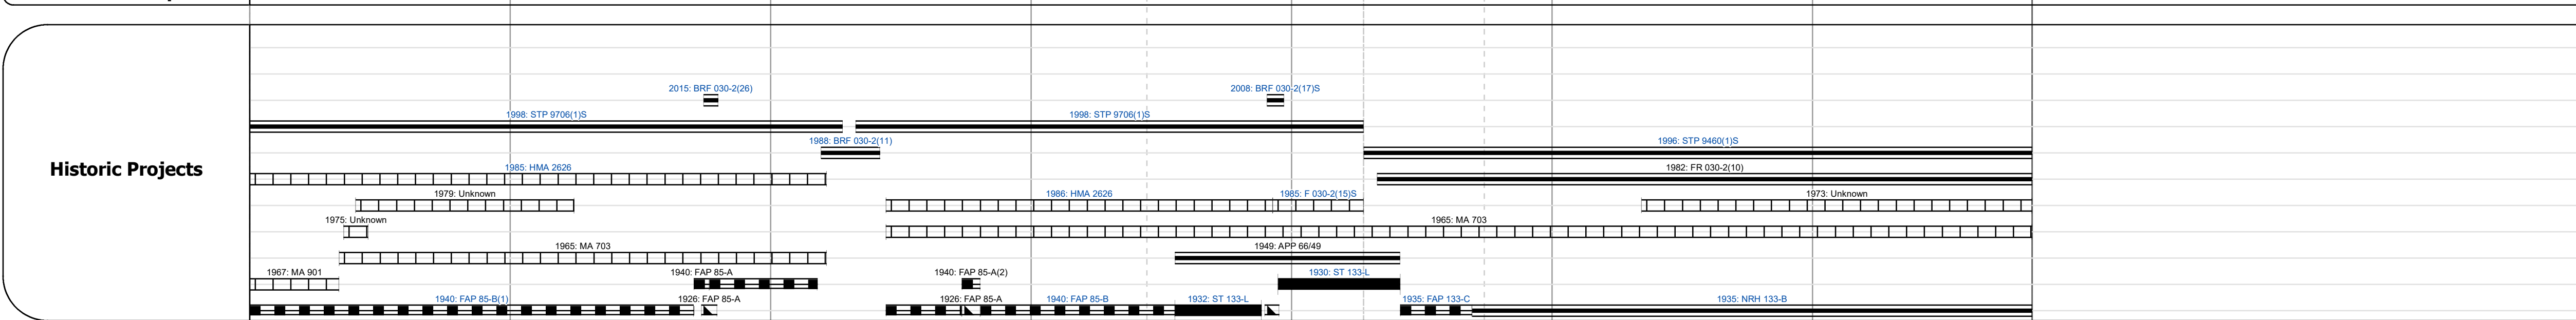 2015: BRF 030-2(26)
2008: BRF 030-2(17)S
1998: STP 9706(1)S
1998: STP 9706(1)S
1988: BRF 030-2(11)
1996: STP 9460(1)S
Historic Projects
1985: HMA 2626
1982: FR 030-2(10)
1979: Unknown
1986: HMA 2626
1985: F 030-2(15)S
1973: Unknown
1975: Unknown
1965: MA 703
1965: MA 703
1949: APP 66/49
1967: MA 901
1940: FAP 85-A
1940: FAP 85-A(2)
1930: ST 133-L
1940: FAP 85-B(1)
1926: FAP 85-A
1926: FAP 85-A
1940: FAP 85-B
1932: ST 133-L
1935: FAP 133-C
1935: NRH 133-B